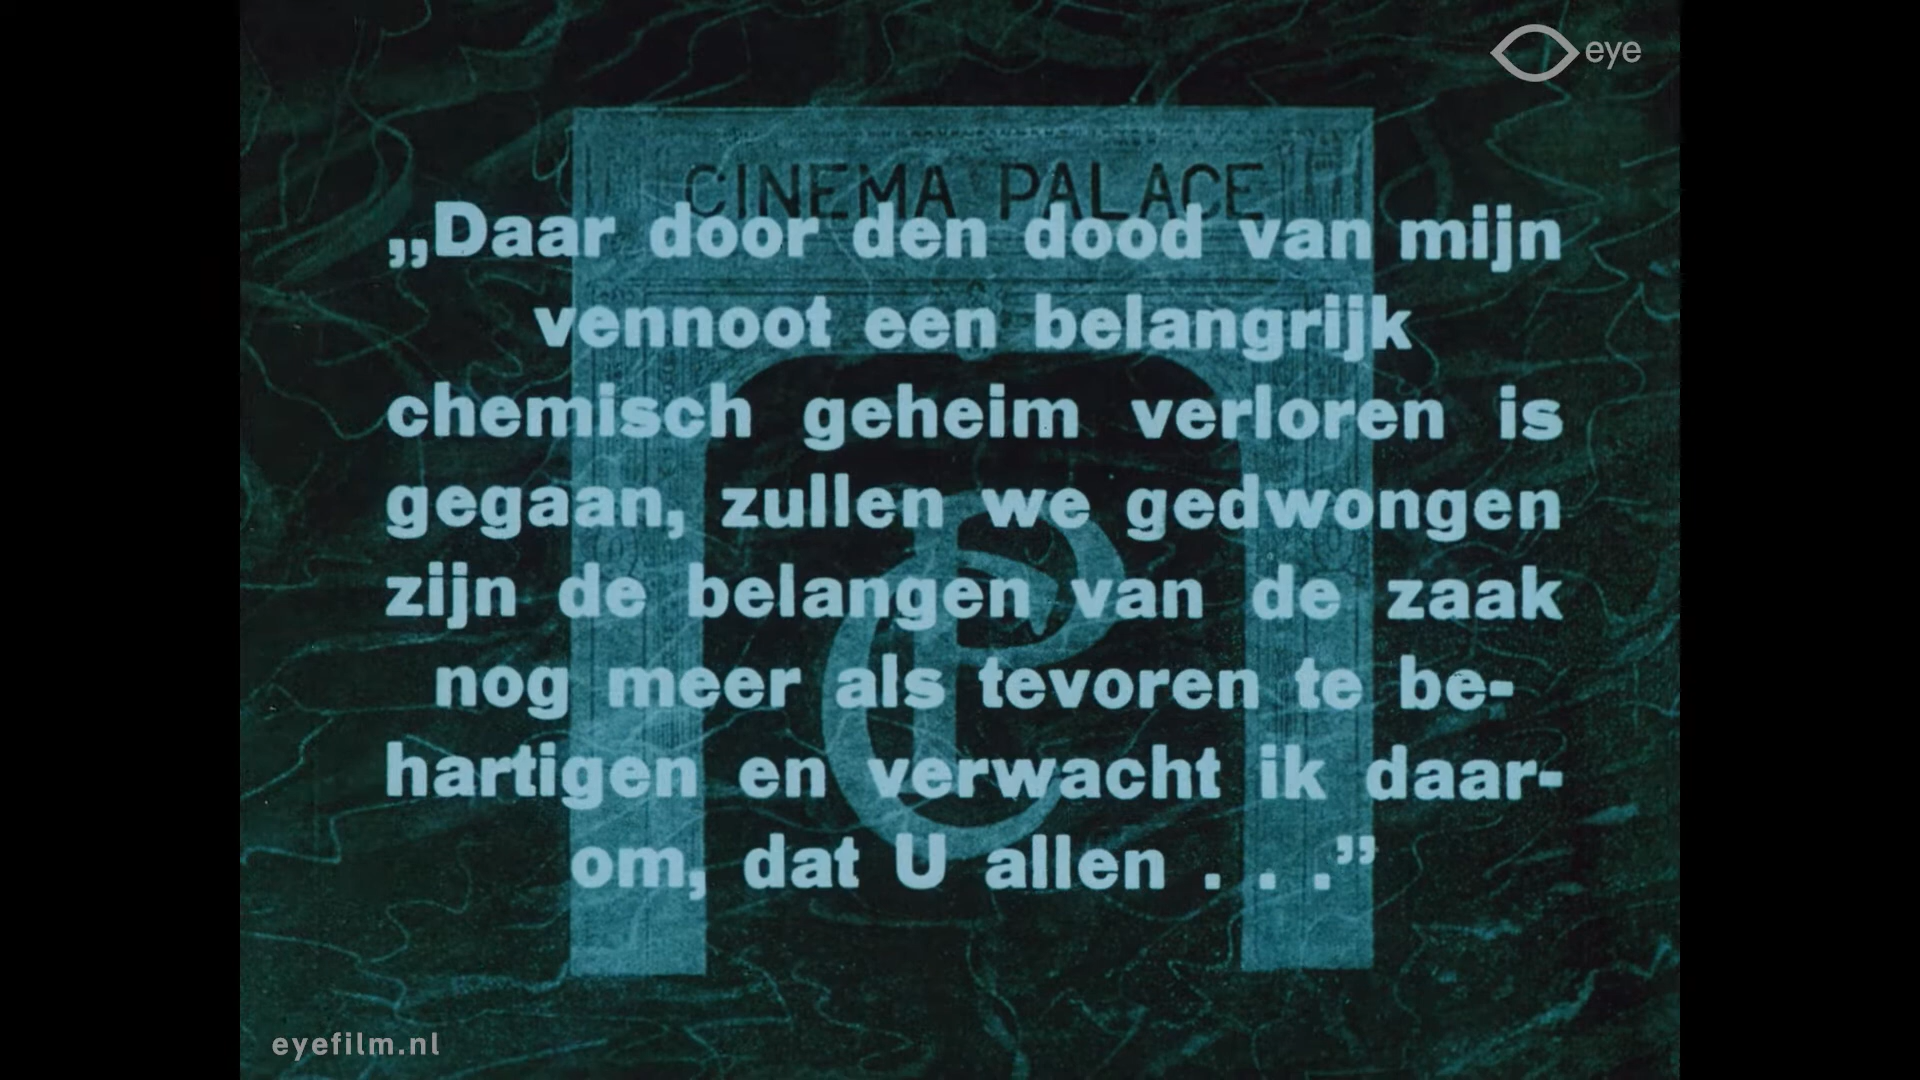 eye
CINEMA PALACE
„Daar door den dood van mijn
vennoot een belangrijk
chemisch geheim verloren is
gegaan, zullen we gedwongen
zijn de belangen van de zaak
nog meer als tevoren te be-
hartigen en verwacht ik daar-
om, dat U allen . . .”
eyefilm.nl